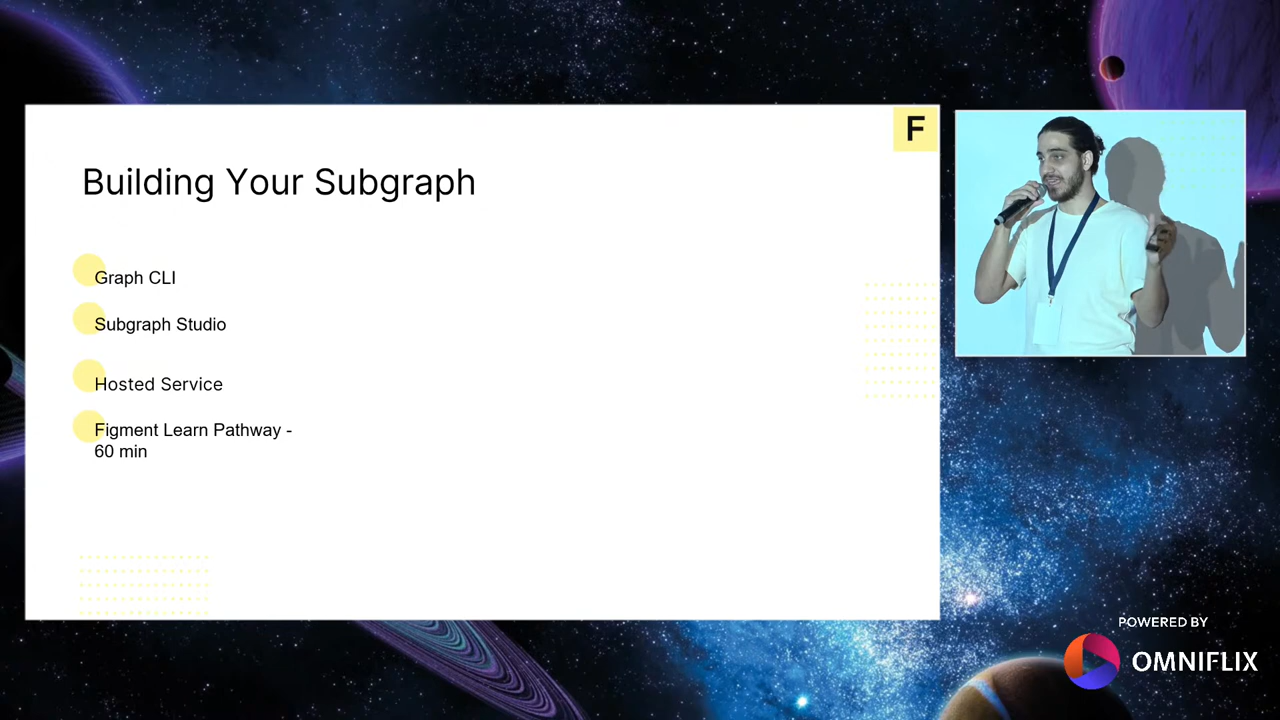 F
Building Your Subgraph
Graph CLI
Subgraph Studio
Hosted Service
Figment Learn Pathway -
60 min
POWERED BY
OMNIFLIX